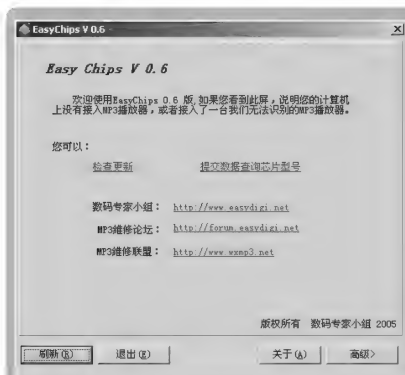 EasyChips V 0.6
Easy Chips V 0.6
欢迎使用EasyChips 0.6 版,如果您看到此屏,说明您的计算机
上没有接入MP3播放器,或者接入了一台我们无法识别的MP3播放器。
您可以:
检查更新 提交数据查询芯片型号
数码专家小组: http://www.easydigi.net
MP3维修论坛: http://forum.easydigi.net
MP3维修联盟: http://www.wxmp3.net
版权所有 数码专家小组 2005
刷新(R) 退出(E) 关于(A) 高级>